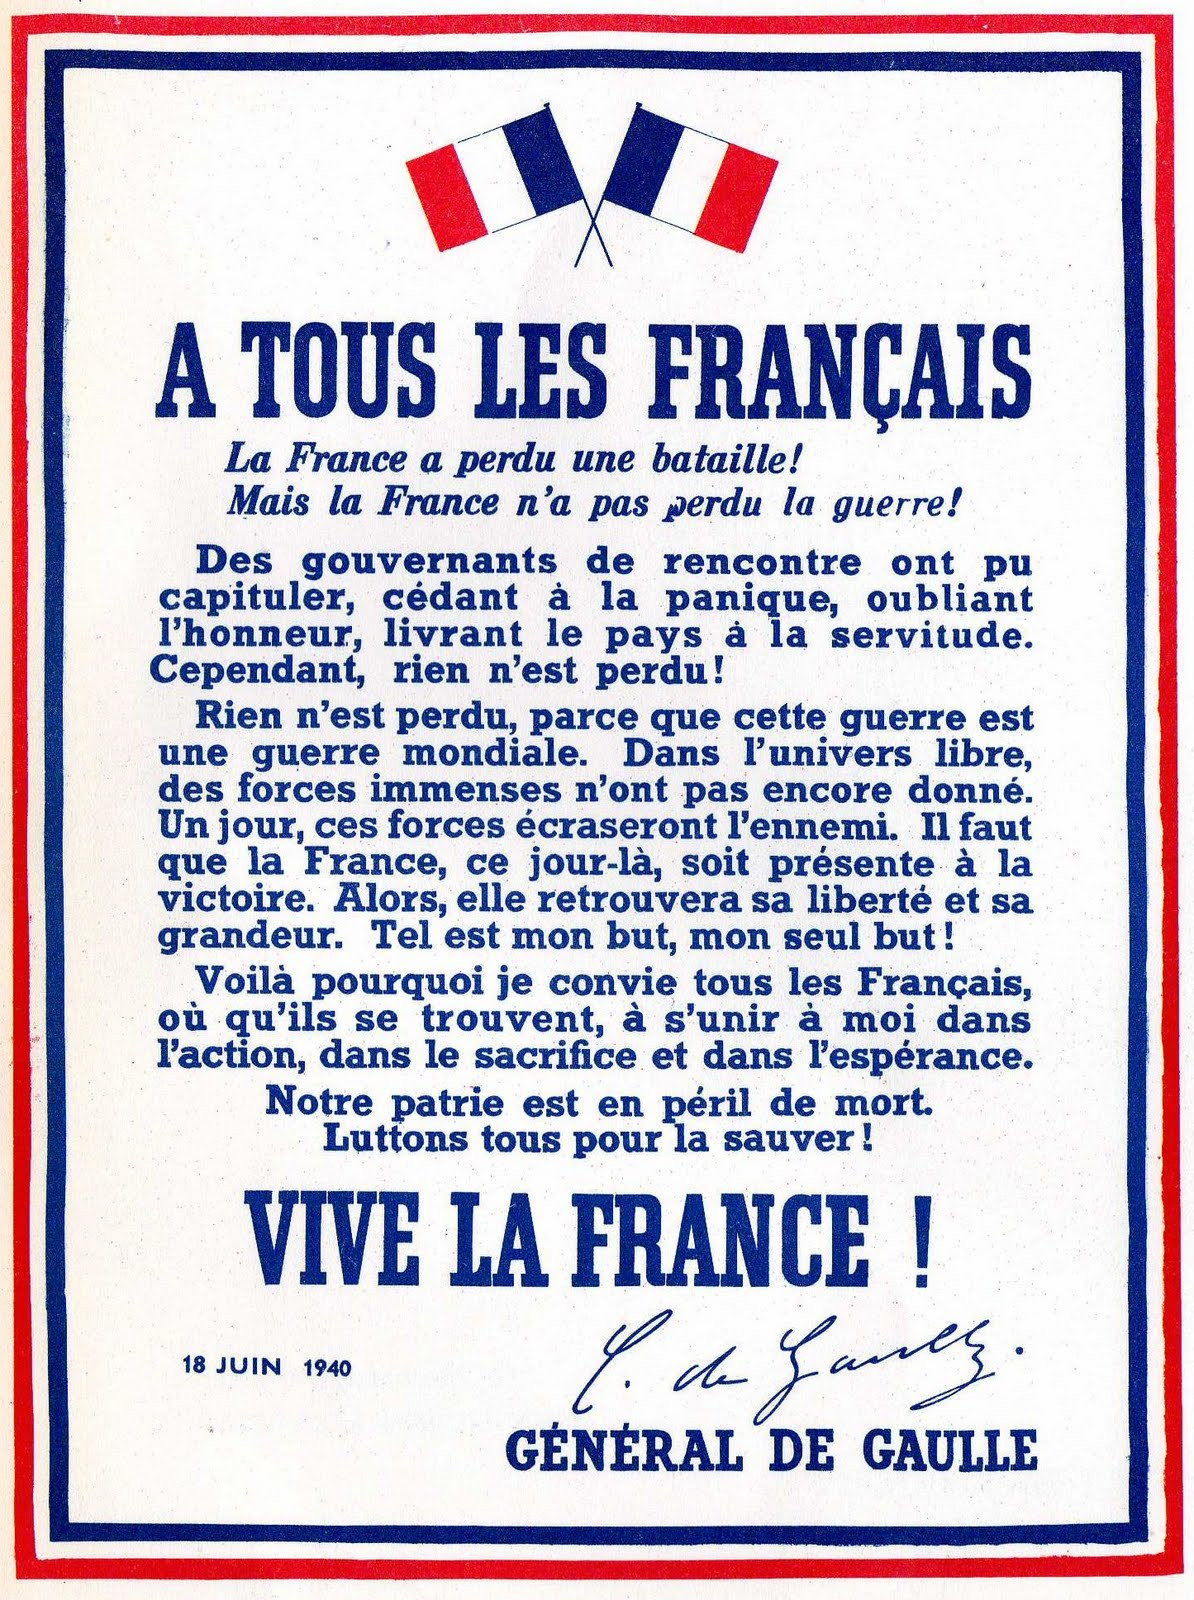 A TOUS LES FRANÇAIS
La France a perdu une bataille!
Mais la France n'a pas perdu la guerre!
Des gouvernants de rencontre ont pu
capituler, cédant à la panique, oubliant
l'honneur, livrant le pays à la servitude.
Cependant, rien n'est perdu!
Rien n'est perdu, parce que cette guerre est
une guerre mondiale. Dans l'univers libre,
des forces immenses n'ont pas encore donné.
Un jour, ces forces écraseront l'ennemi. Il faut
que la France, ce jour-là, soit présente à la
victoire. Alors, elle retrouvera sa liberté et sa
grandeur. Tel est mon but, mon seul but!
Voilà pourquoi je convie tous les Français,
où qu'ils se trouvent, à s'unir à moi dans
l'action, dans le sacrifice et dans l'espérance.
Notre patrie est en péril de mort.
Luttons tous pour la sauver!
VIVE LA FRANCE !
C. de Gaulle.
18 JUIN 1940
GÉNÉRAL DE GAULLE